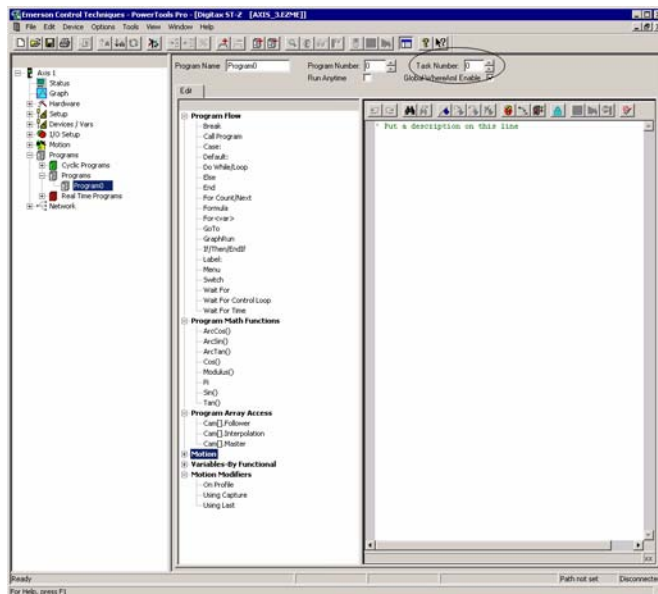 Emerson Control Techniques - PowerTools Pro - [Digitax ST-Z [AXIS_3.EZME]]
File Edit Device Options Tools View Window Help
Program Name Program0 Program Number: 0 Task Number: 0
Run Anytime GlobalWhereAnd Enable
Edit
Axis 1
Status
Graph
Hardware
Setup
Devices / Vars
I/O Setup
Motion
Programs
Cyclic Programs
Programs
Program0
Real Time Programs
Network
Program Flow
Break
Call Program
Case:
Default:
Do While/Loop
Else
End
For Count/Next
Formula
For<var>
GoTo
GraphRun
If/Then/EndIf
Label:
Menu
Switch
Wait For
Wait For Control Loop
Wait For Time
Program Math Functions
ArcCos()
ArcSin()
ArcTan()
Cos()
Modulus()
Pi
Sin()
Tan()
Program Array Access
Cam[].Follower
Cam[].Interpolation
Cam[].Master
Motion
Variables-By Functional
Motion Modifiers
On Profile
Using Capture
Using Last
' Put a description on this line
Ready Path not set Disconnected
For Help, press F1